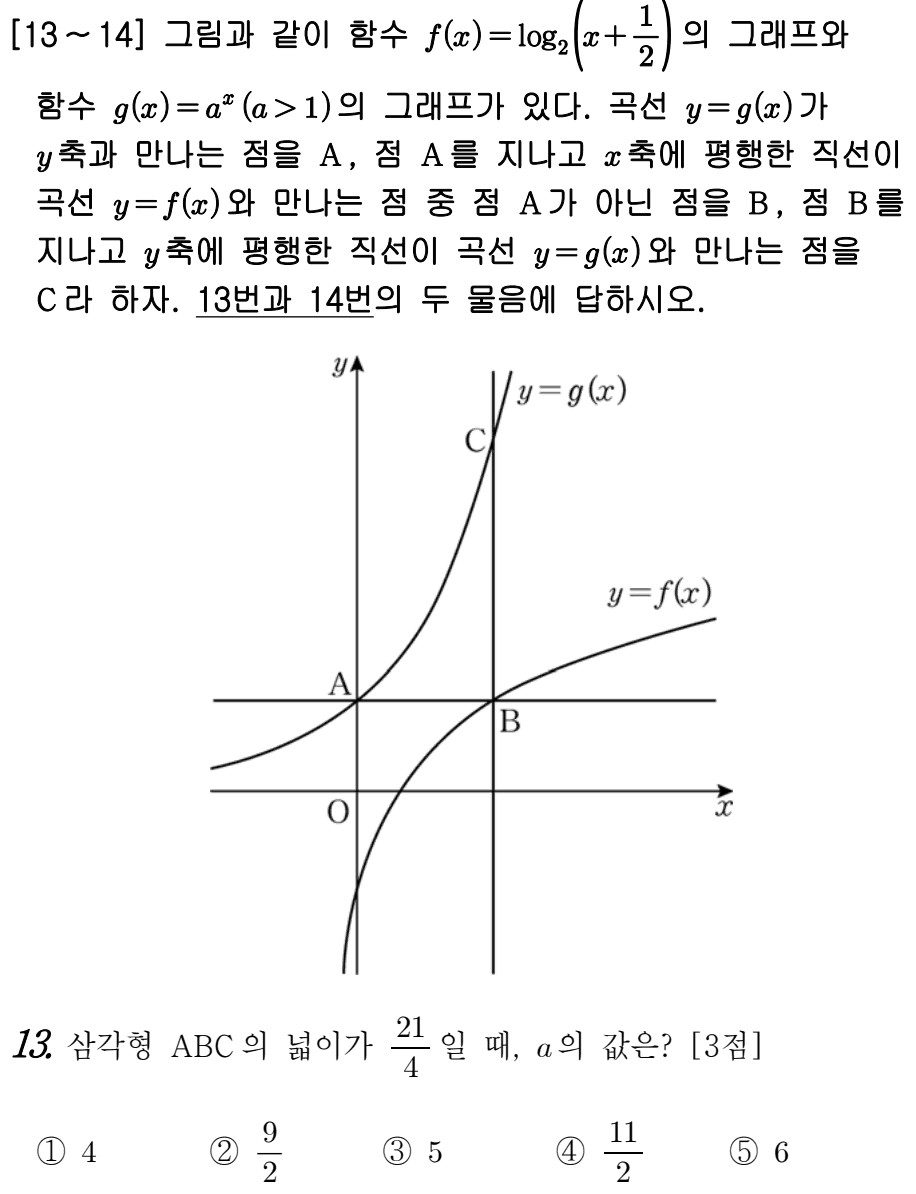 [13～14] 그림과 같이 함수 f(x)=log₂(x+1/2)의 그래프와
함수 g(x)=aˣ(a>1)의 그래프가 있다. 곡선 y=g(x)가
y축과 만나는 점을 A, 점 A를 지나고 x축에 평행한 직선이
곡선 y=f(x)와 만나는 점 중 점 A가 아닌 점을 B, 점 B를
지나고 y축에 평행한 직선이 곡선 y=g(x)와 만나는 점을
C라 하자. 13번과 14번의 두 물음에 답하시오.
y
y=g(x)
C
y=f(x)
A
B
O
x
13. 삼각형 ABC의 넓이가 21/4일 때, a의 값은? [3점]
① 4 ② 9/2 ③ 5 ④ 11/2 ⑤ 6